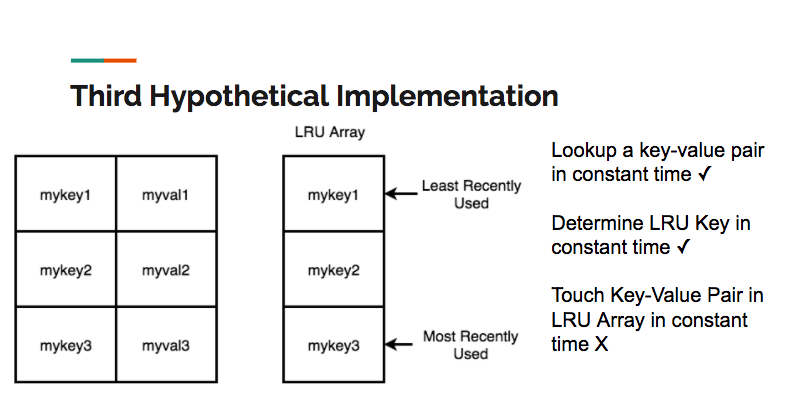 Third Hypothetical Implementation
LRU Array
mykey1 myval1
mykey2 myval2
mykey3 myval3
mykey1
mykey2
mykey3
Least Recently
Used
Most Recently
Used
Lookup a key-value pair
in constant time ✓
Determine LRU Key in
constant time ✓
Touch Key-Value Pair in
LRU Array in constant
time X